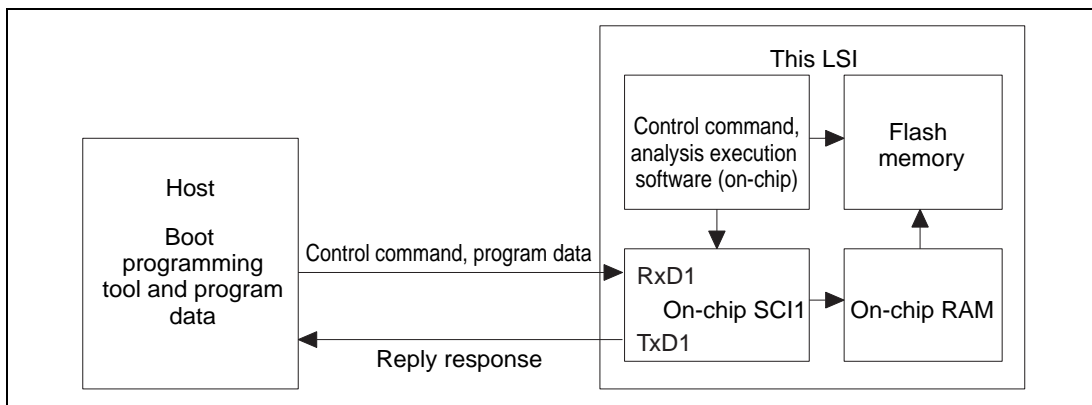 This LSI
Host
Boot
programming
tool and program
data
Control command, program data
Reply response
Control command,
analysis execution
software (on-chip)
Flash
memory
RxD1
On-chip SCI1
TxD1
On-chip RAM